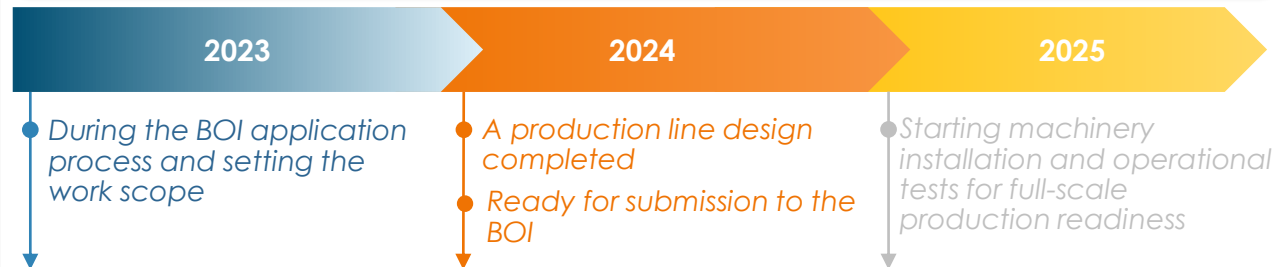 2023
2024
2025
During the BOI application
process and setting the
work scope
A production line design
completed
Ready for submission to the
BOI
Starting machinery
installation and operational
tests for full-scale
production readiness